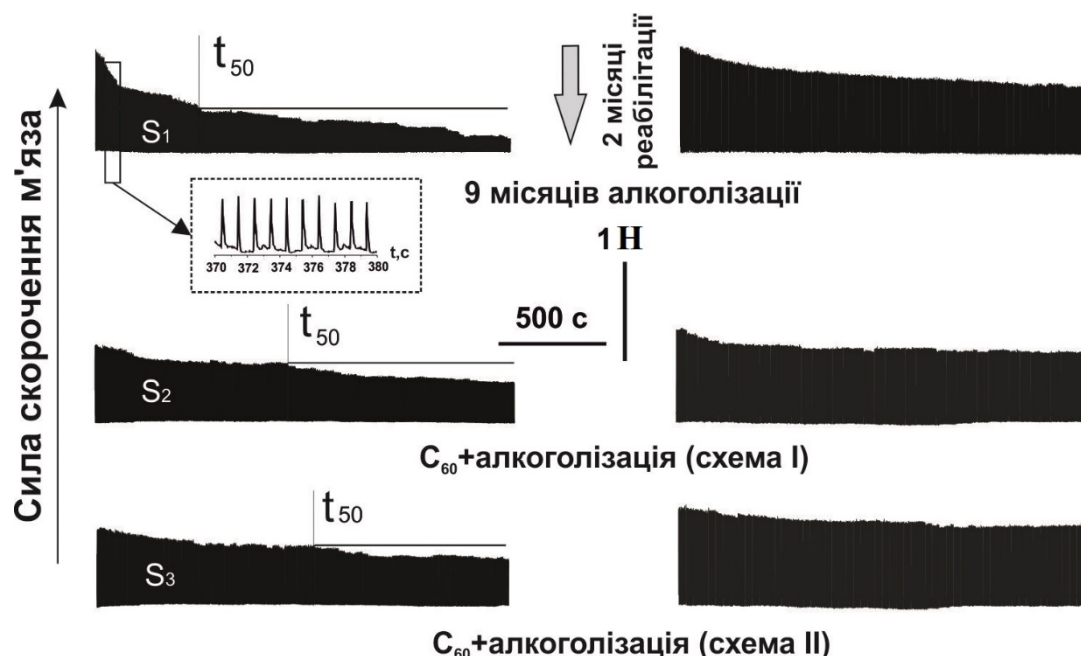 Сила скорочення м'яза
t50
S1
2 місяці
реабілітації
9 місяців алкоголізації
370 372 374 376 378 380
t,c
1 Н
500 с
t50
S2
C60+алкоголізація (схема I)
t50
S3
C60+алкоголізація (схема II)